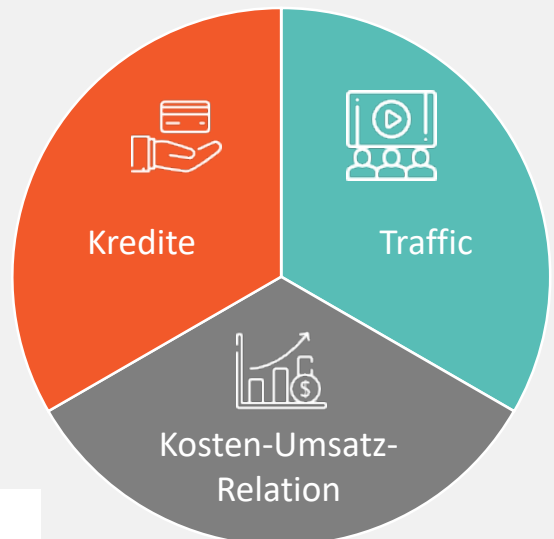 Kredite
Traffic
$
Kosten-Umsatz-
Relation